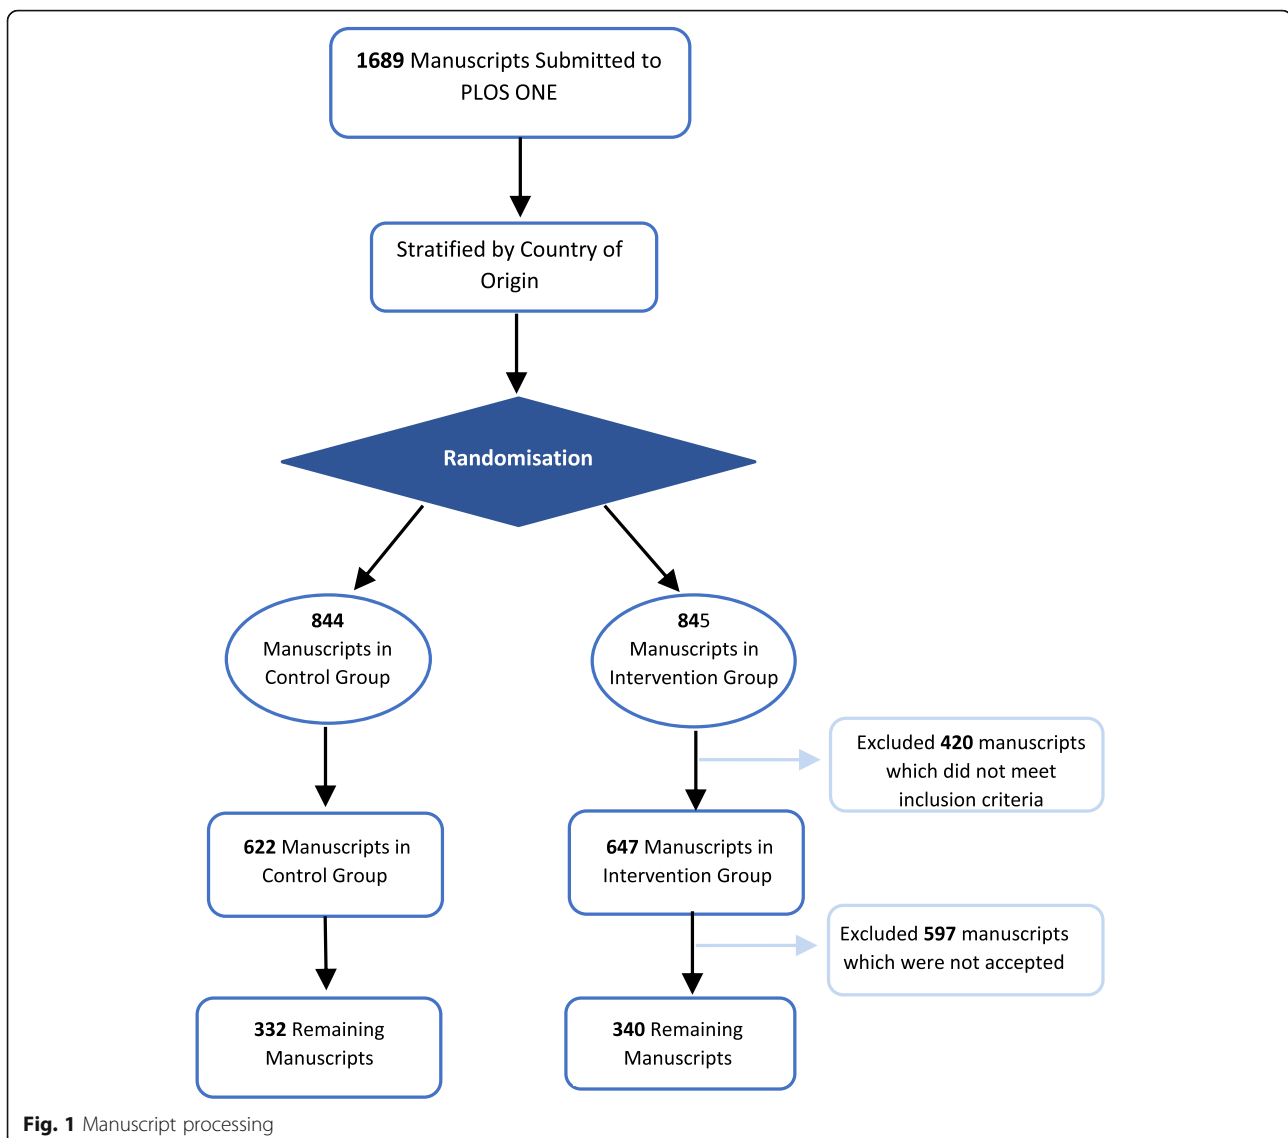 1689 Manuscripts Submitted to
PLOS ONE
Stratified by Country of
Origin
Randomisation
844
Manuscripts in
Control Group
845
Manuscripts in
Intervention Group
Excluded 420 manuscripts
which did not meet
inclusion criteria
622 Manuscripts in
Control Group
647 Manuscripts in
Intervention Group
Excluded 597 manuscripts
which were not accepted
332 Remaining
Manuscripts
340 Remaining
Manuscripts
Fig. 1 Manuscript processing